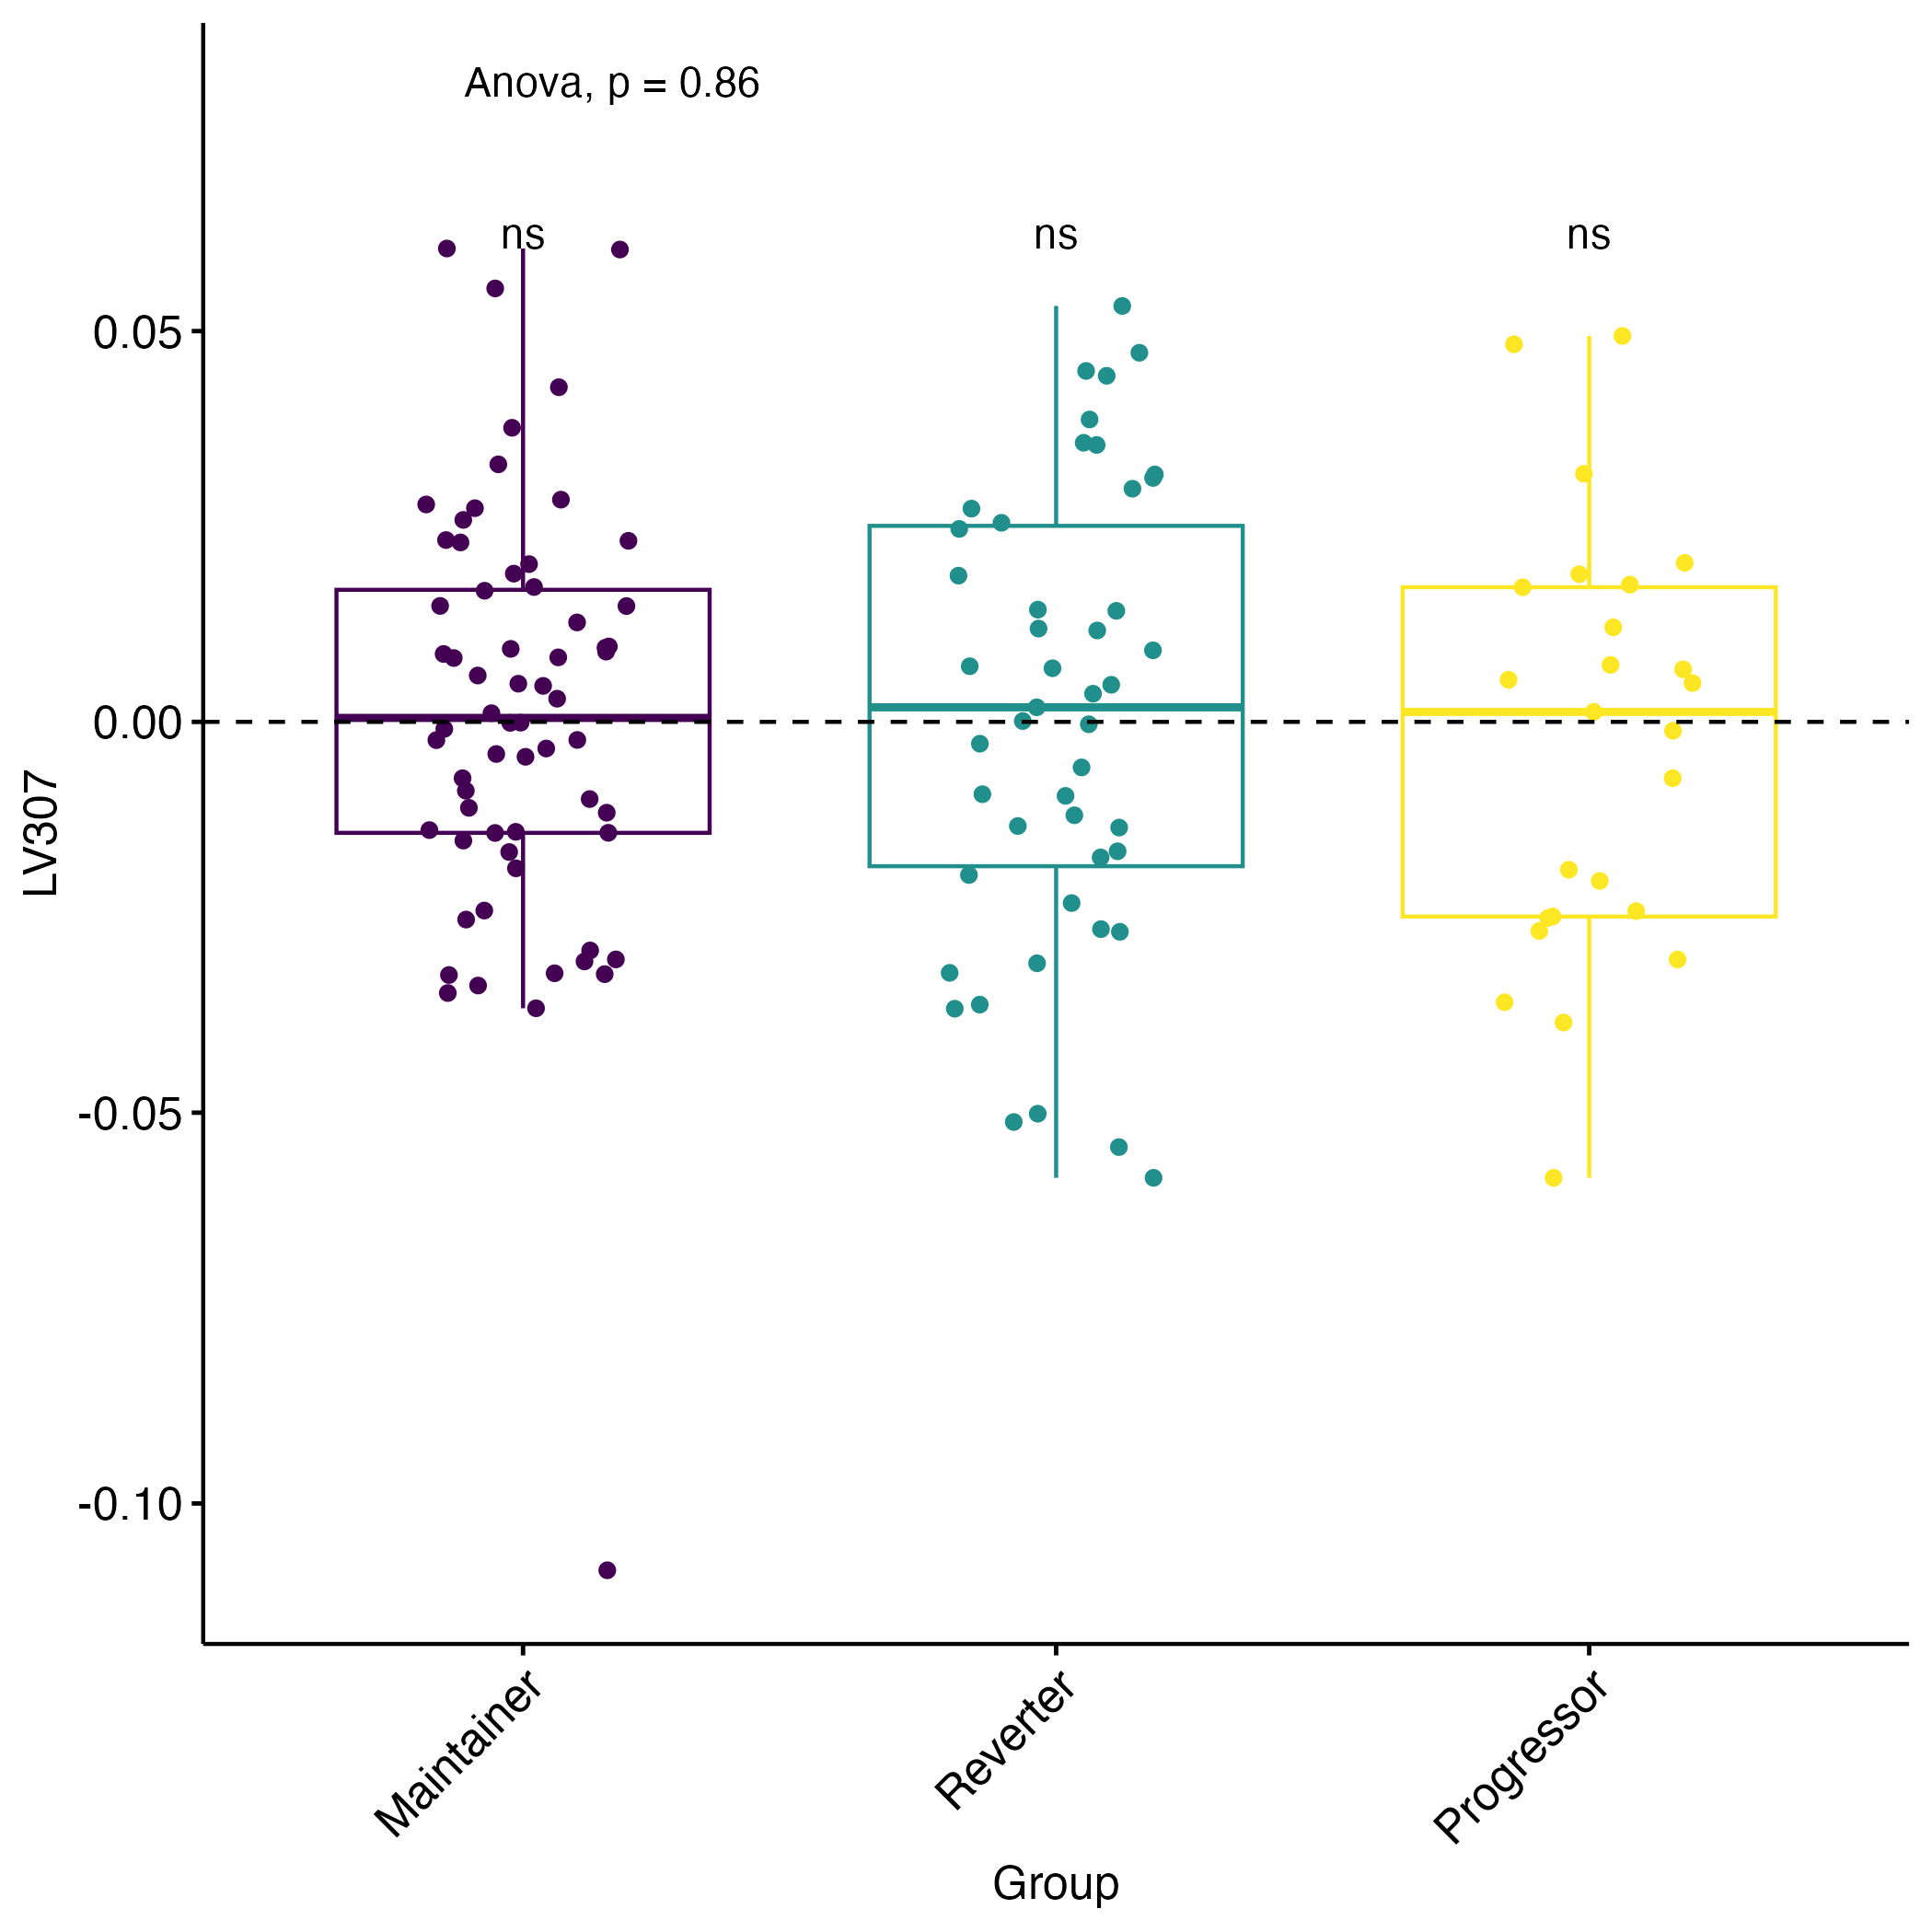 Anova, p = 0.86
ns
ns
ns
0.05
0.00
-0.05
-0.10
LV307
Maintainer
Reverter
Progressor
Group